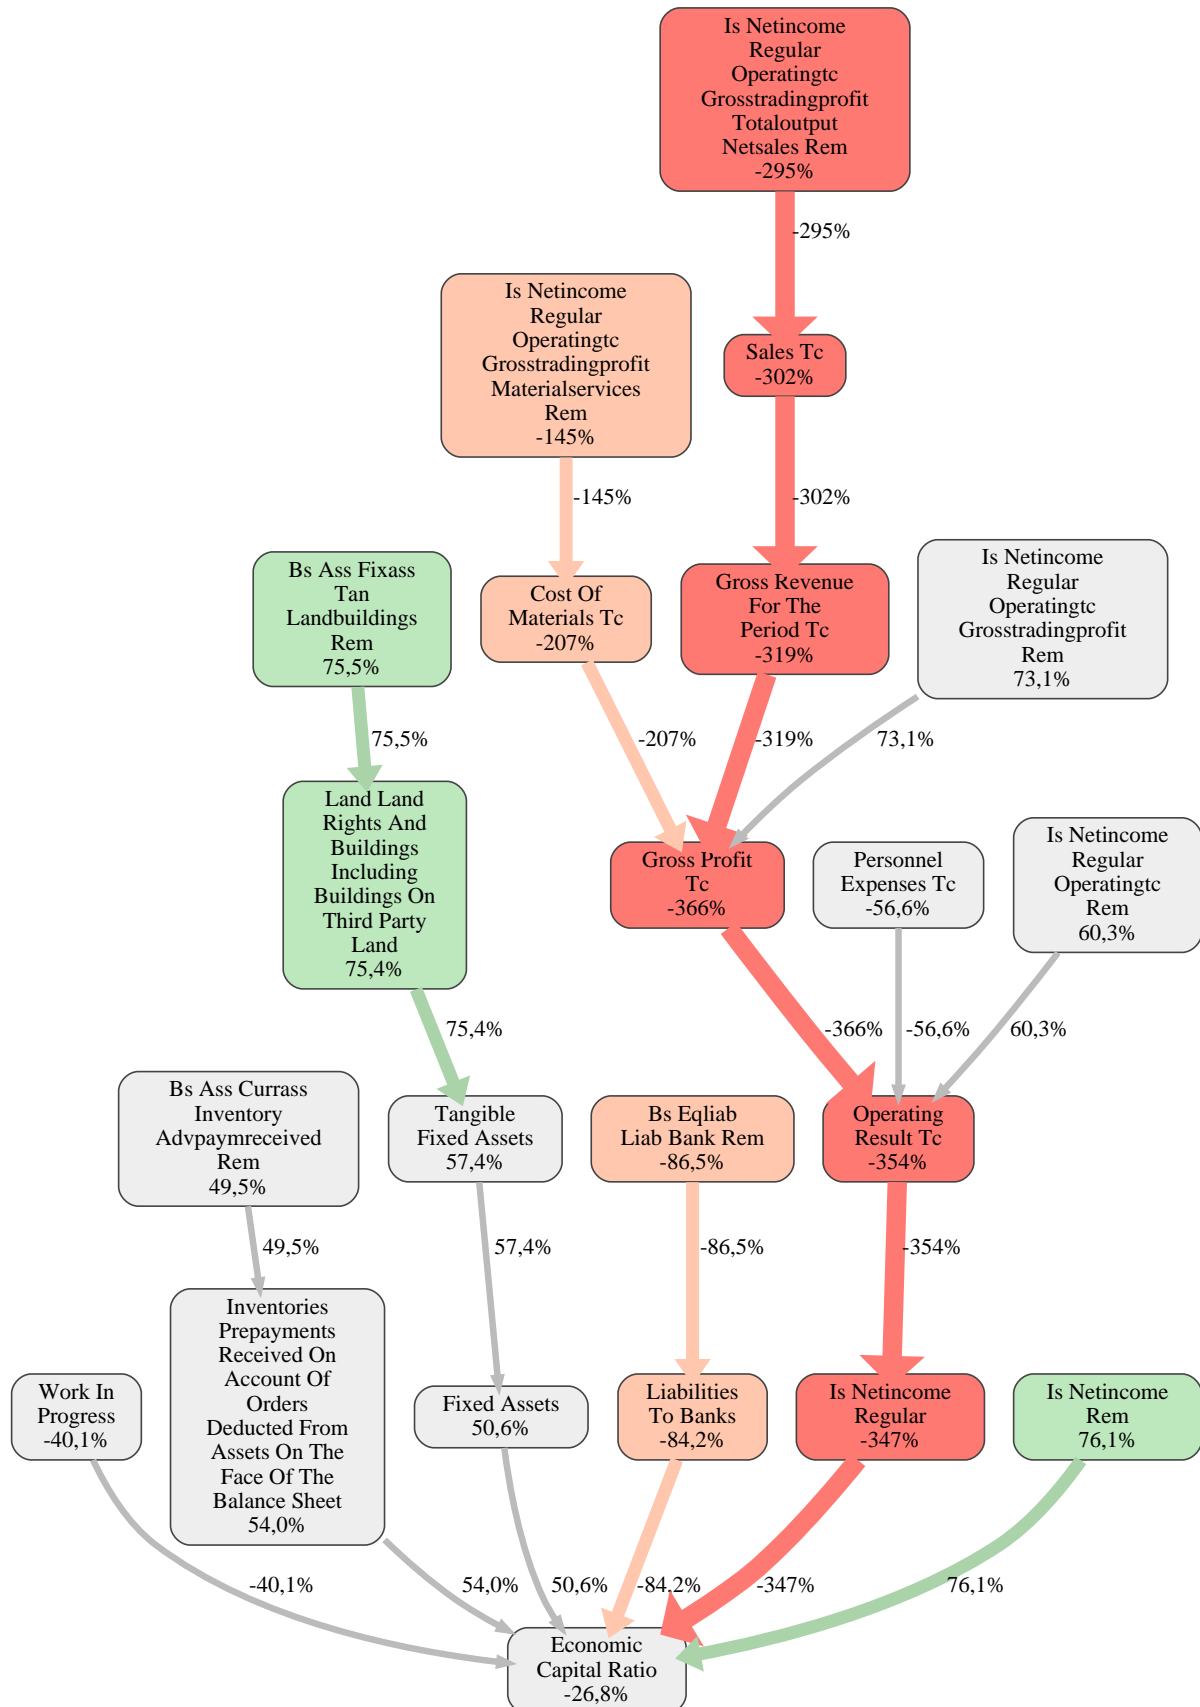 Is Netincome
Regular
Operatingtc
Grosstradingprofit
Totaloutput
Netsales Rem
-295%
-295%
Is Netincome
Regular
Operatingtc
Grosstradingprofit
Materialservices
Rem
-145%
Sales Tc
-302%
-145%
-302%
Bs Ass Fixass
Tan
Landbuildings
Rem
75,5%
Cost Of
Materials Tc
-207%
Gross Revenue
For The
Period Tc
-319%
Is Netincome
Regular
Operatingtc
Grosstradingprofit
Rem
73,1%
75,5%
-207%
-319%
73,1%
Land Land
Rights And
Buildings
Including
Buildings On
Third Party
Land
75,4%
Gross Profit
Tc
-366%
Personnel
Expenses Tc
-56,6%
Is Netincome
Regular
Operatingtc
Rem
60,3%
75,4%
-366%
-56,6%
60,3%
Bs Ass Currass
Inventory
Advpaymreceived
Rem
49,5%
Tangible
Fixed Assets
57,4%
Bs Eqliab
Liab Bank Rem
-86,5%
Operating
Result Tc
-354%
49,5%
57,4%
-86,5%
-354%
Work In
Progress
-40,1%
Inventories
Prepayments
Received On
Account Of
Orders
Deducted From
Assets On The
Face Of The
Balance Sheet
54,0%
Fixed Assets
50,6%
Liabilities
To Banks
-84,2%
Is Netincome
Regular
-347%
Is Netincome
Rem
76,1%
-40,1%
54,0%
50,6%
-84,2%
-347%
76,1%
Economic
Capital Ratio
-26,8%